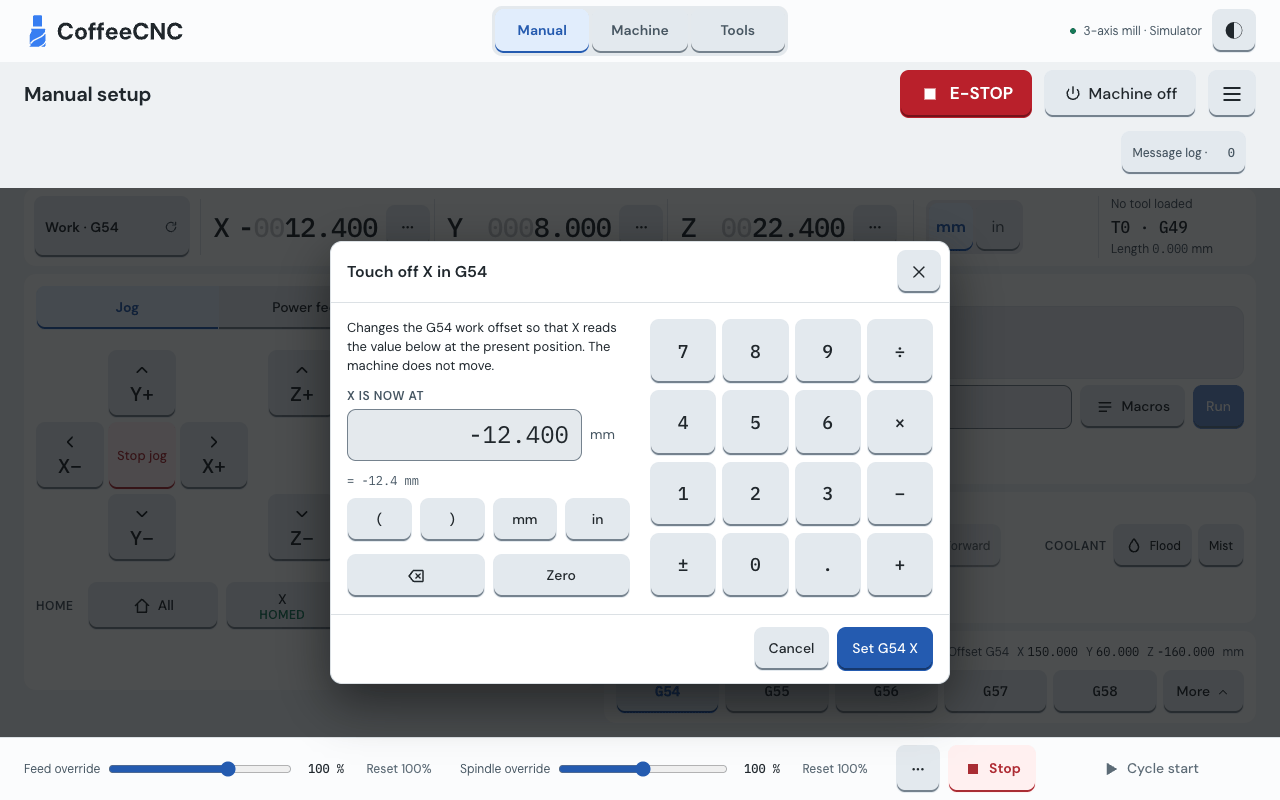 CoffeeCNC
Manual Machine Tools
3-axis mill · Simulator
Manual setup
E-STOP Machine off
Message log · 0
Work · G54 X -0012.400 ... Y 0008.000 ... Z 0022.400 ... mm in
No tool loaded
T0 · G49
Length 0.000 mm
Jog Power fe
Y+ Z+
X− Stop jog X+
Y− Z−
HOME All X
HOMED
Macros Run
orward COOLANT Flood Mist
Offset G54 X 150.000 Y 60.000 Z -160.000 mm
G54 G55 G56 G57 G58 More
Touch off X in G54
Changes the G54 work offset so that X reads
the value below at the present position. The
machine does not move.
X IS NOW AT
-12.400 mm
= -12.4 mm
( ) mm in
Zero
7 8 9 ÷
4 5 6 ×
1 2 3 −
± 0 . +
Cancel Set G54 X
Feed override 100 % Reset 100% Spindle override 100 % Reset 100% ... Stop Cycle start